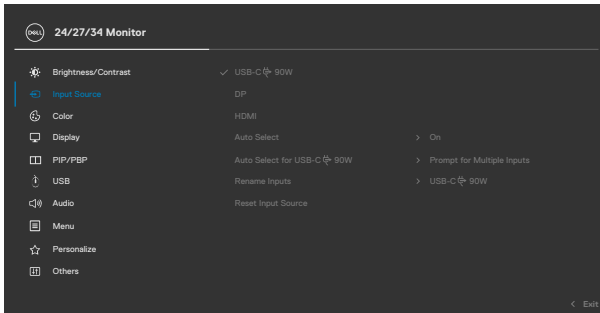 DELL 24/27/34 Monitor
Brightness/Contrast USB-C 90W
Input Source DP
Color HDMI
Display Auto Select On
PIP/PBP Auto Select for USB-C 90W Prompt for Multiple Inputs
USB Rename Inputs USB-C 90W
Audio Reset Input Source
Menu
Personalize
Others
Exit